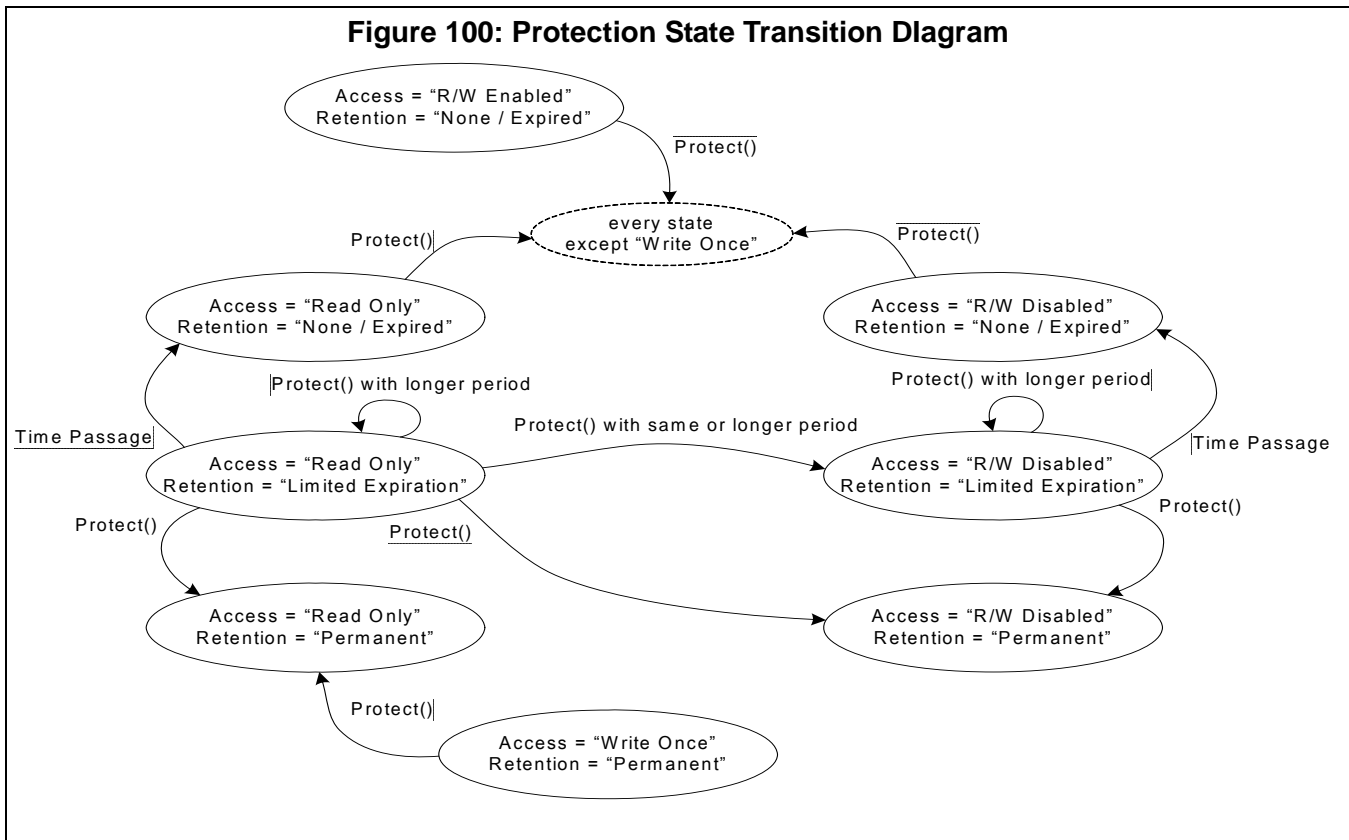 Figure 100: Protection State Transition DIagram
Access = “R/W Enabled”
Retention = “None / Expired”
Protect()
every state
except “Write Once”
Protect()
Protect()
Access = “Read Only”
Retention = “None / Expired”
Access = “R/W Disabled”
Retention = “None / Expired”
Protect() with longer period
Protect() with longer period
Time Passage
Protect() with same or longer period
Time Passage
Access = “Read Only”
Retention = “Limited Expiration”
Access = “R/W Disabled”
Retention = “Limited Expiration”
Protect()
Protect()
Protect()
Access = “Read Only”
Retention = “Permanent”
Access = “R/W Disabled”
Retention = “Permanent”
Protect()
Access = “Write Once”
Retention = “Permanent”